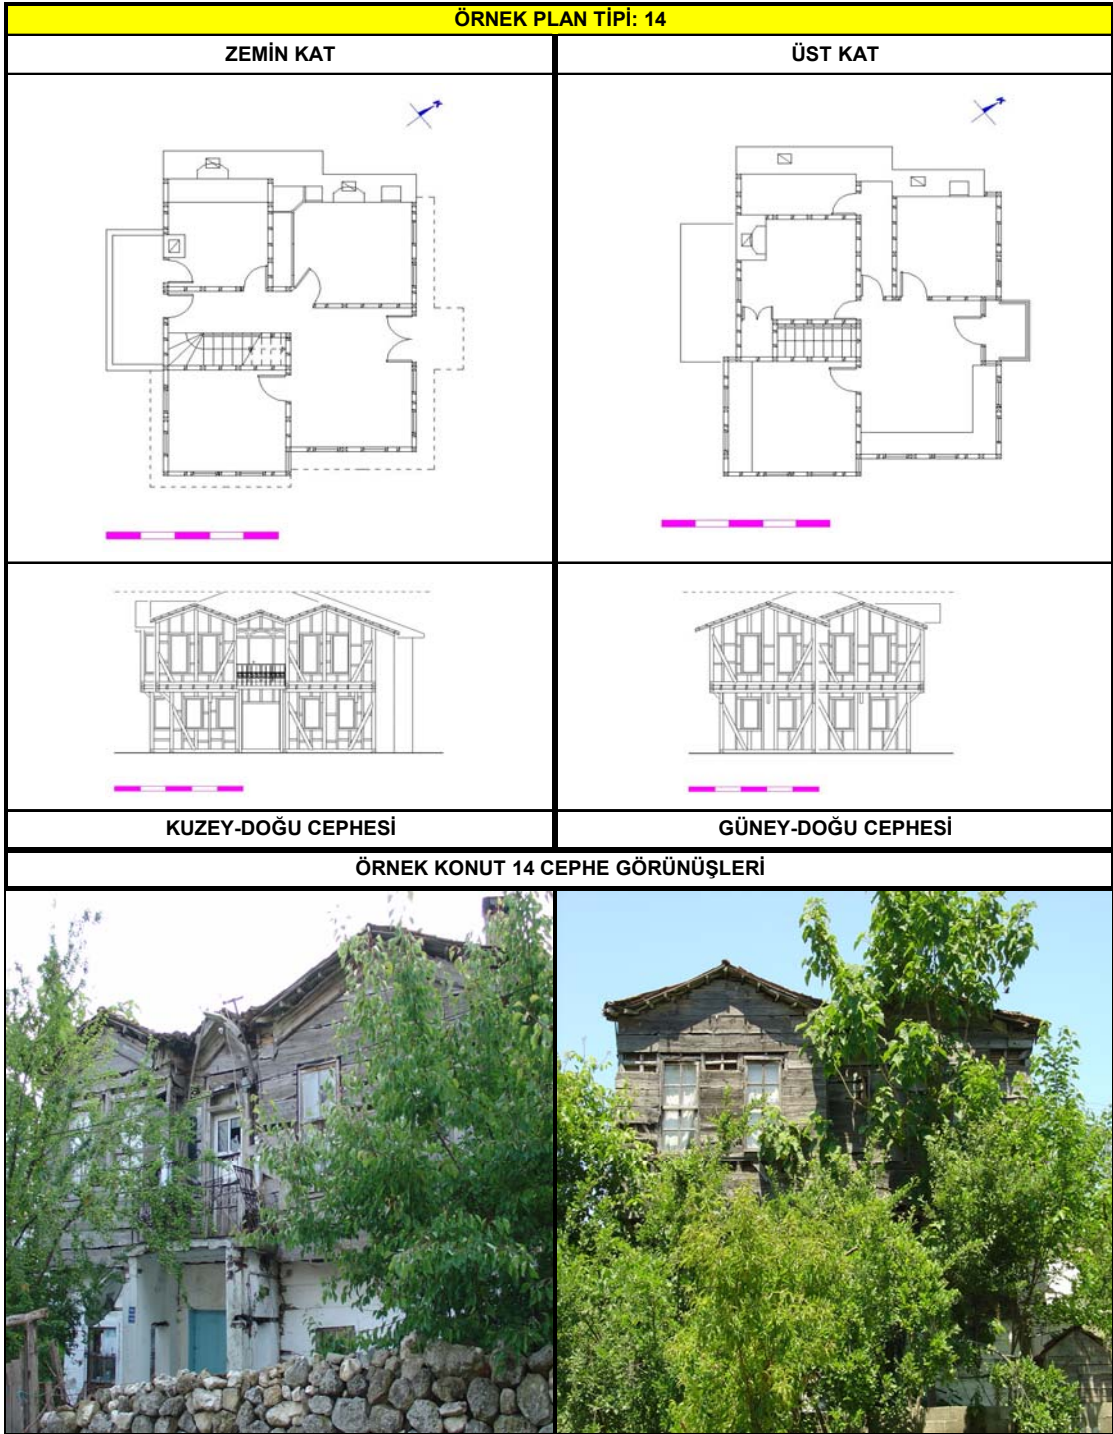 ÖRNEK PLAN TİPİ: 14
ZEMİN KAT
ÜST KAT
KUZEY-DOĞU CEPHESİ
GÜNEY-DOĞU CEPHESİ
ÖRNEK KONUT 14 CEPHE GÖRÜNÜŞLERİ